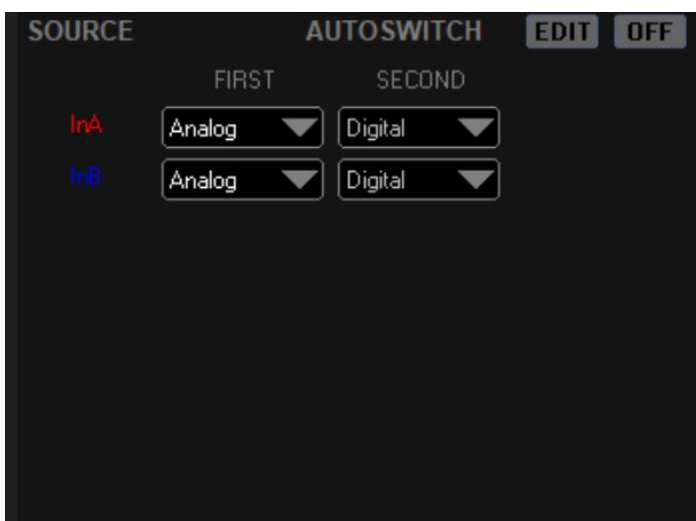 SOURCE AUTOSWITCH EDIT OFF
FIRST SECOND
InA Analog Digital
InB Analog Digital